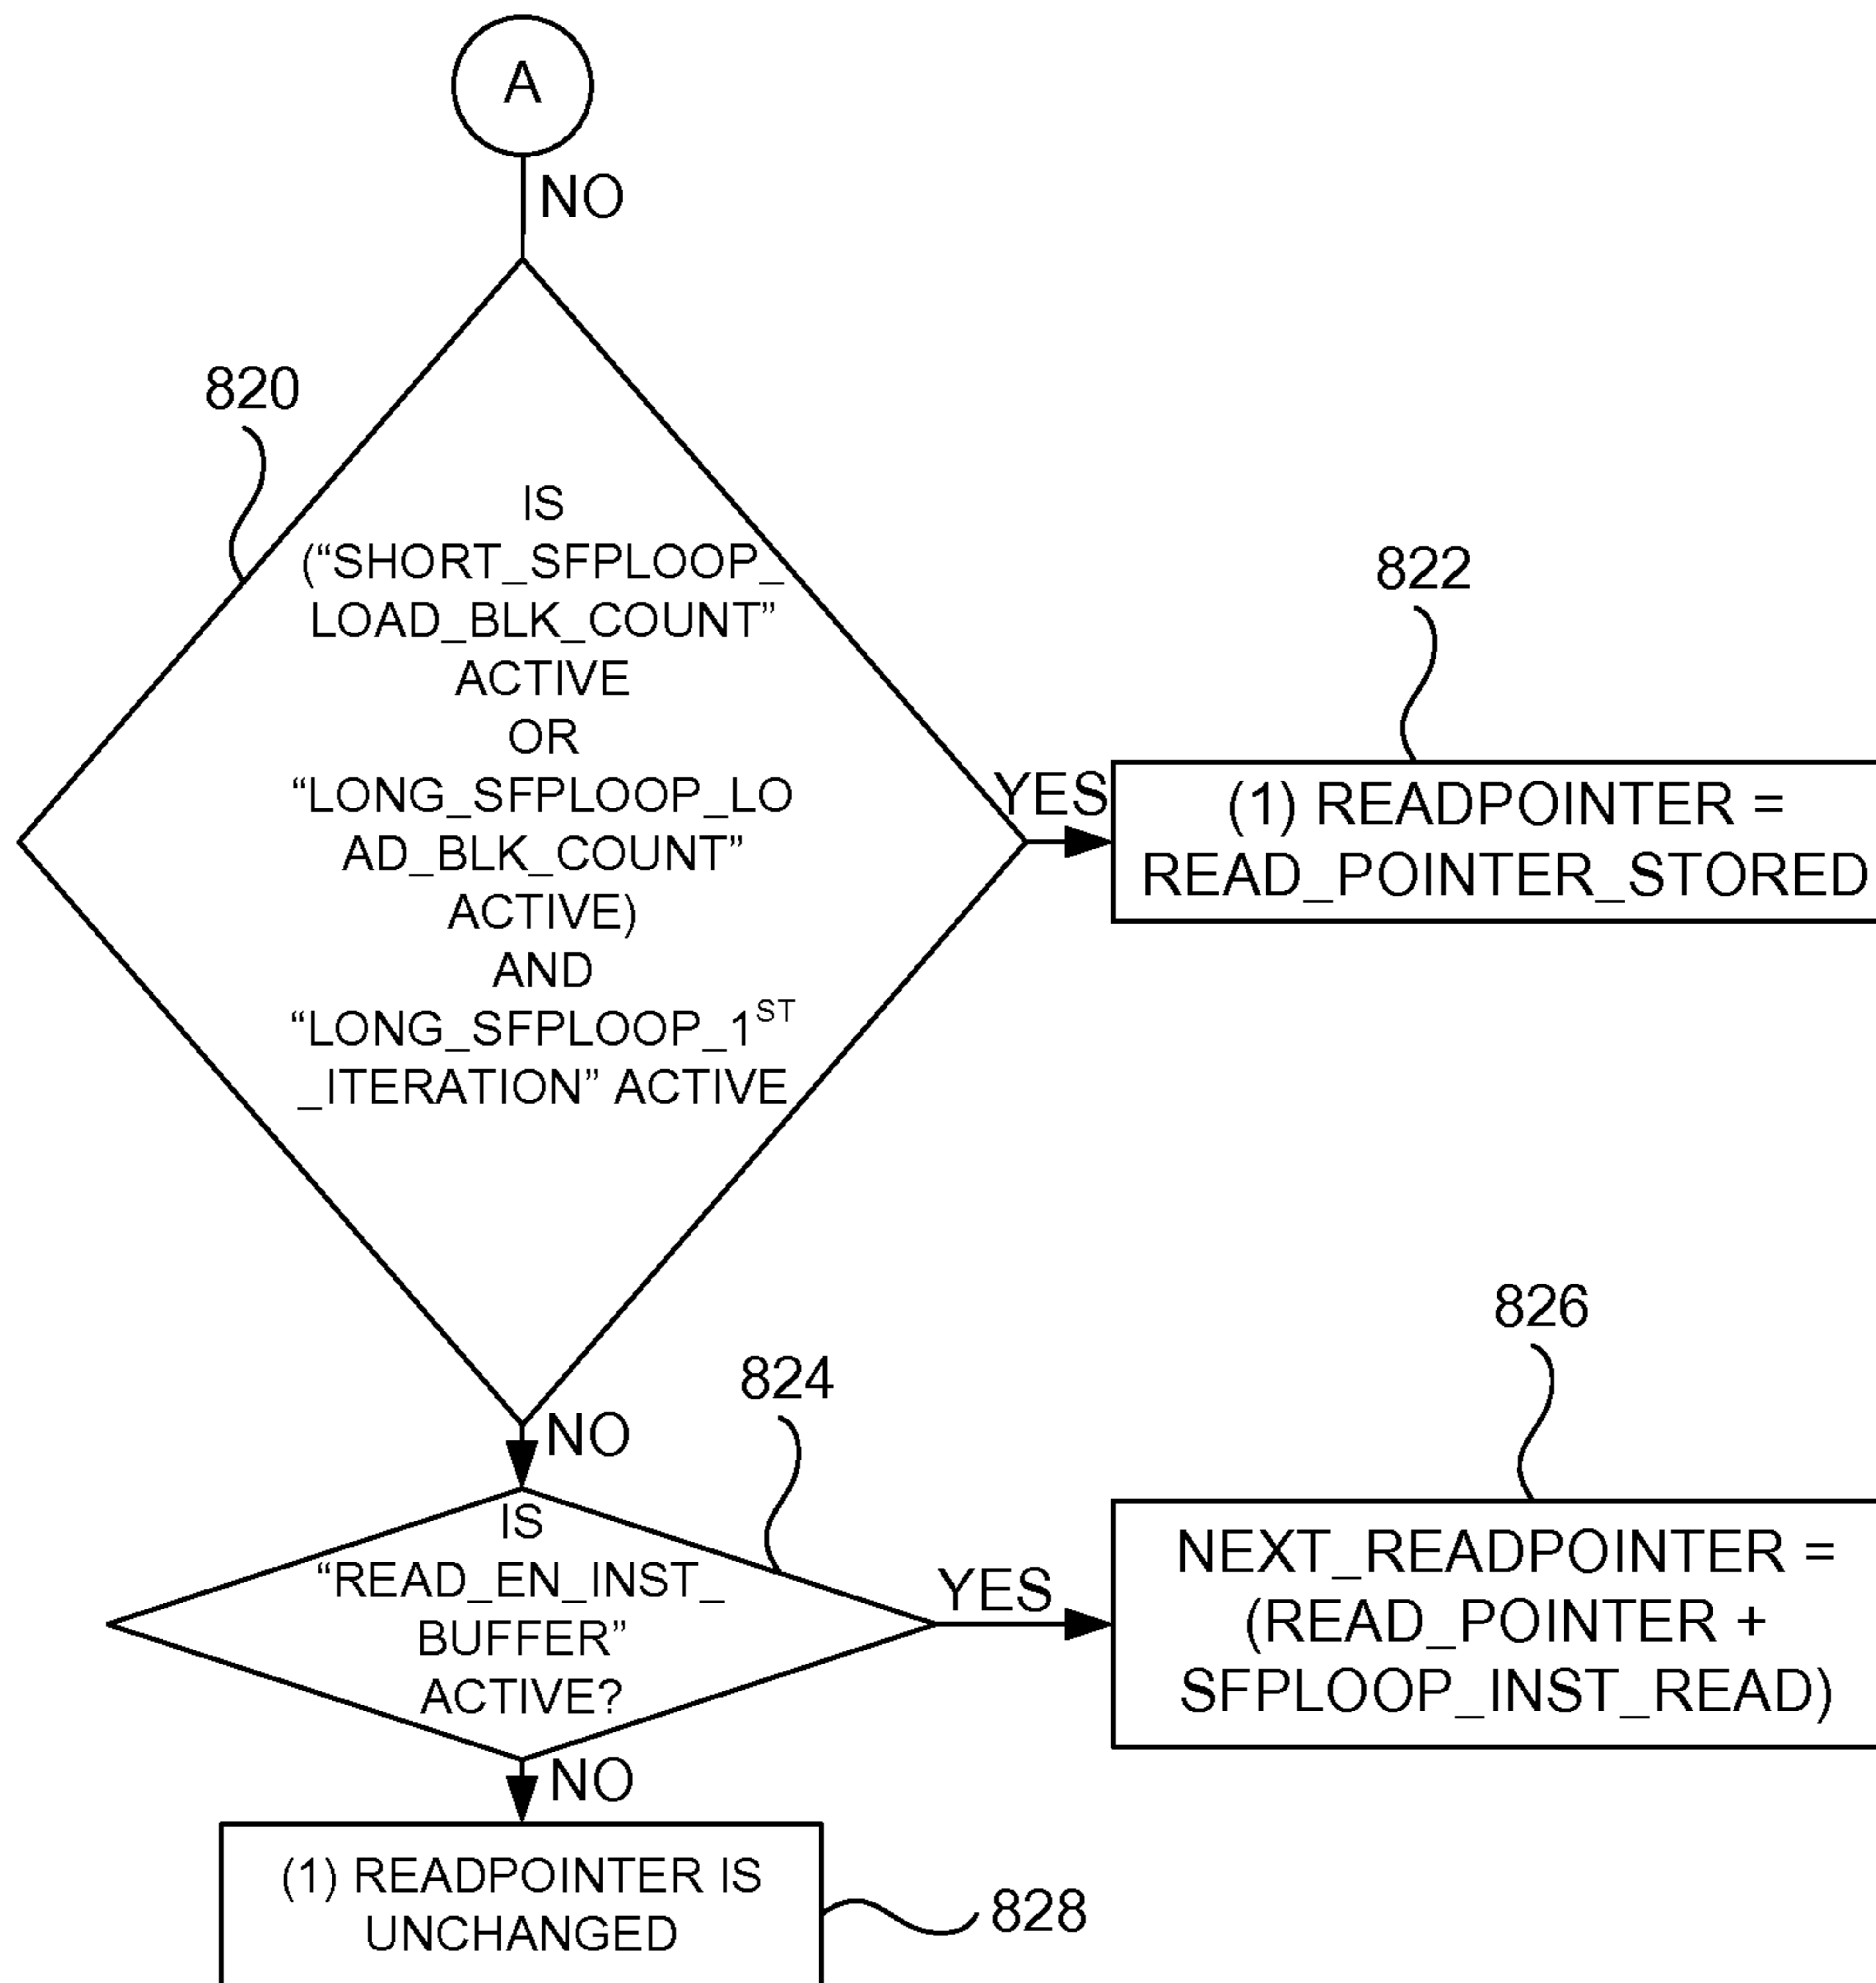 A
NO
820
IS
(“SHORT_SFPLOOP_
LOAD_BLK_COUNT”
ACTIVE
OR
“LONG_SFPLOOP_LO
AD_BLK_COUNT”
ACTIVE)
AND
“LONG_SFPLOOP_1ST
_ITERATION” ACTIVE
YES
822
(1) READPOINTER =
READ_POINTER_STORED
NO
824
IS
“READ_EN_INST_
BUFFER”
ACTIVE?
YES
826
NEXT_READPOINTER =
(READ_POINTER +
SFPLOOP_INST_READ)
NO
(1) READPOINTER IS
UNCHANGED
828